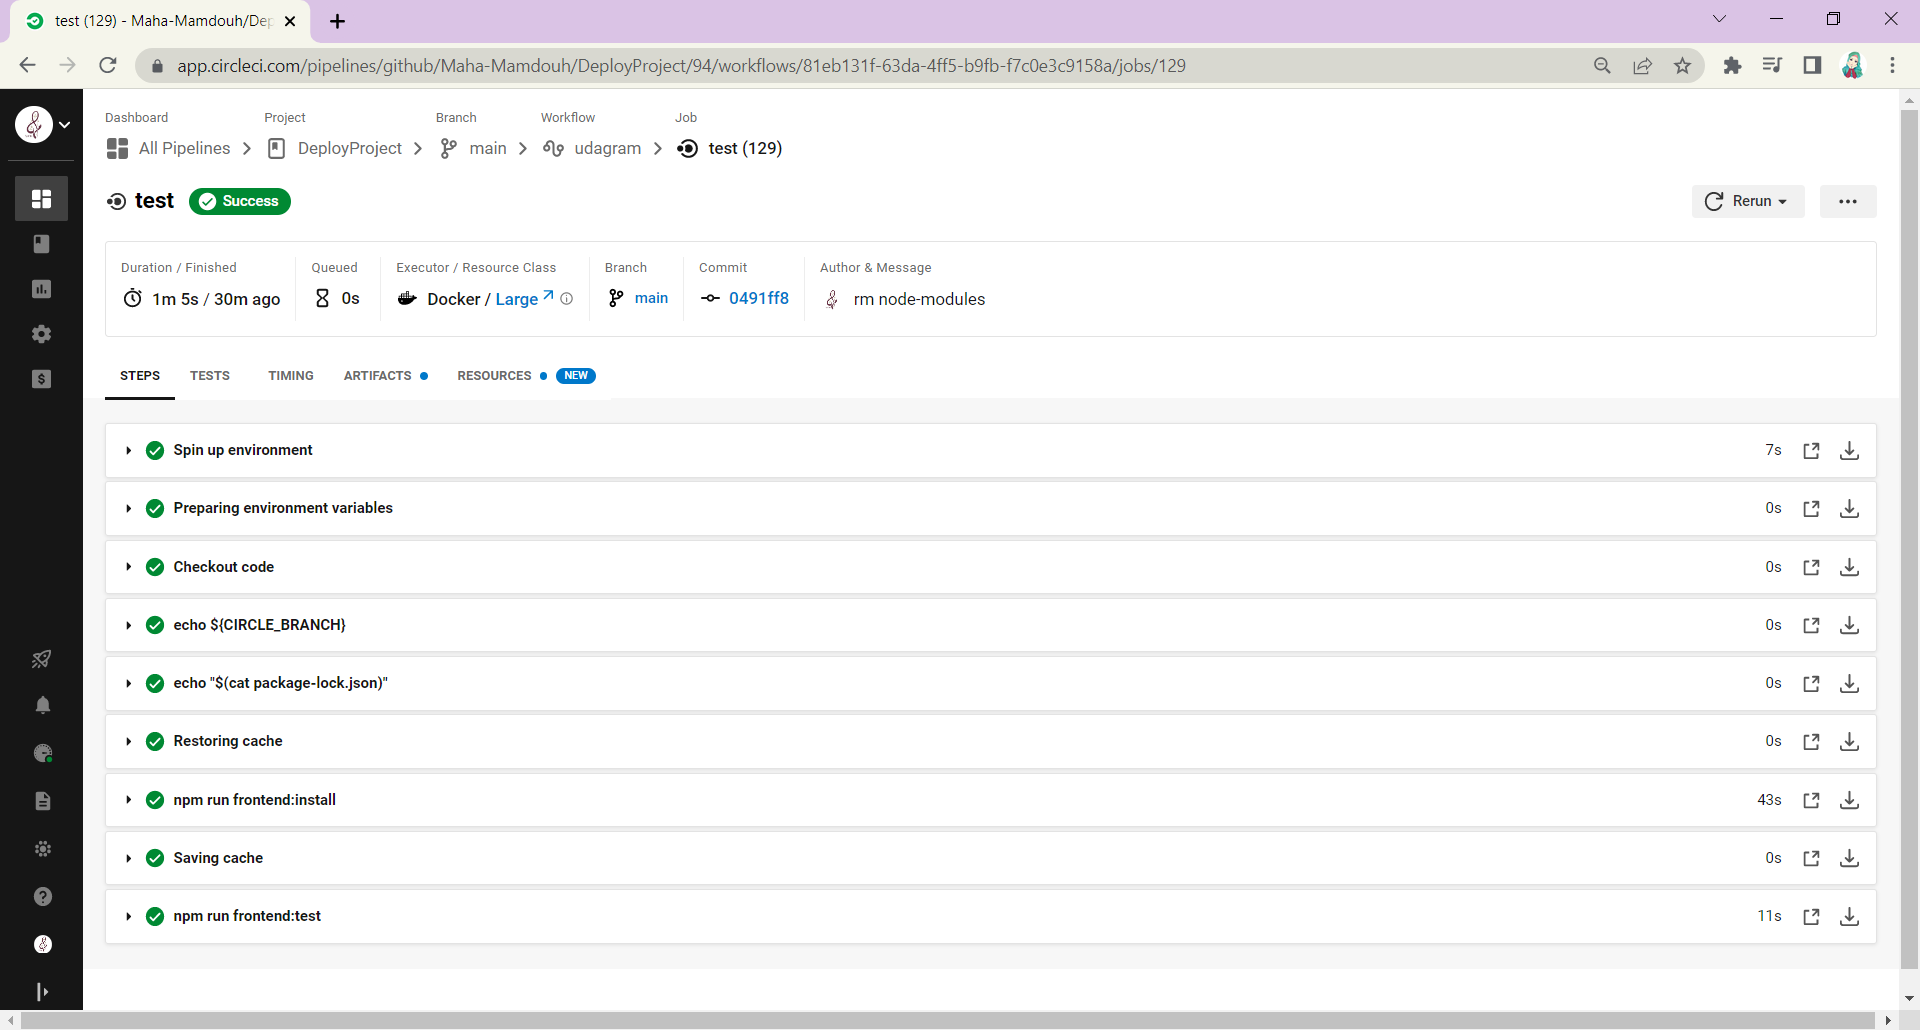 test (129) - Maha-Mamdouh/Dep
app.circleci.com/pipelines/github/Maha-Mamdouh/DeployProject/94/workflows/81eb131f-63da-4ff5-b9fb-f7c0e3c9158a/jobs/129
Dashboard Project Branch Workflow Job
All Pipelines DeployProject main udagram test (129)
test Success Rerun
Duration / Finished Queued Executor / Resource Class Branch Commit Author & Message
1m 5s / 30m ago 0s Docker / Large main 0491ff8 rm node-modules
STEPS TESTS TIMING ARTIFACTS RESOURCES NEW
Spin up environment 7s
Preparing environment variables 0s
Checkout code 0s
echo ${CIRCLE_BRANCH} 0s
echo "$(cat package-lock.json)" 0s
Restoring cache 0s
npm run frontend:install 43s
Saving cache 0s
npm run frontend:test 11s